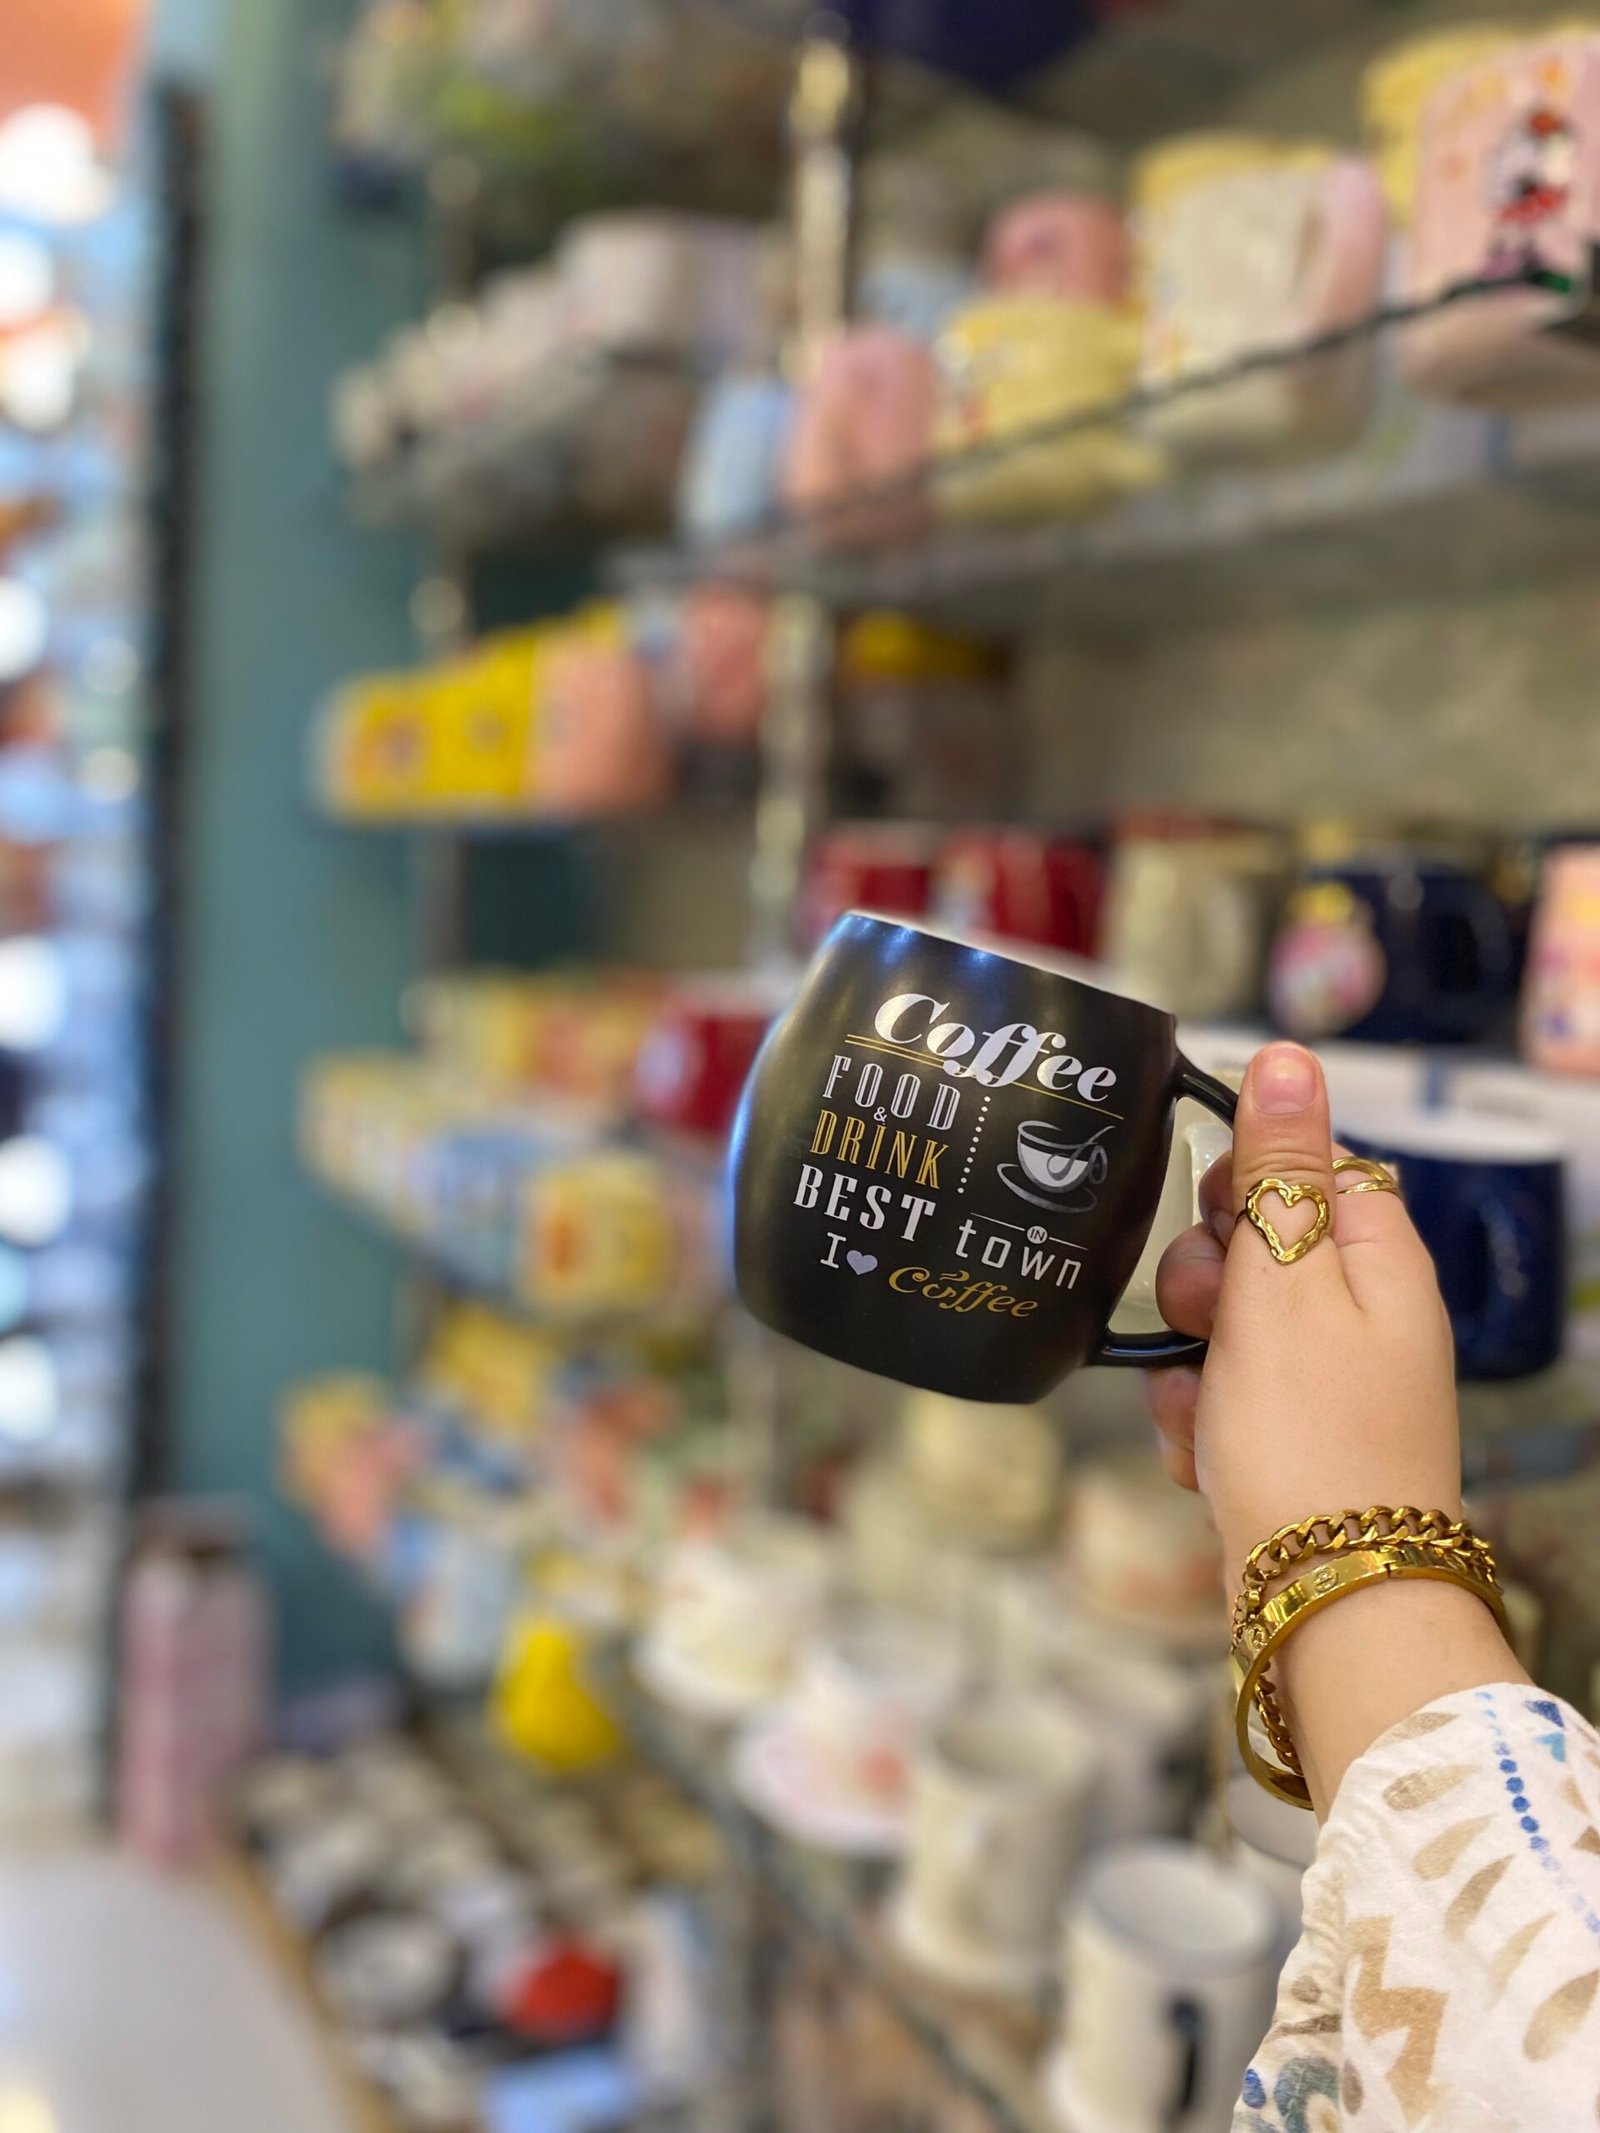 Coffee
FOOD
&
DRINK
BEST
IN
town
I ♥ Coffee